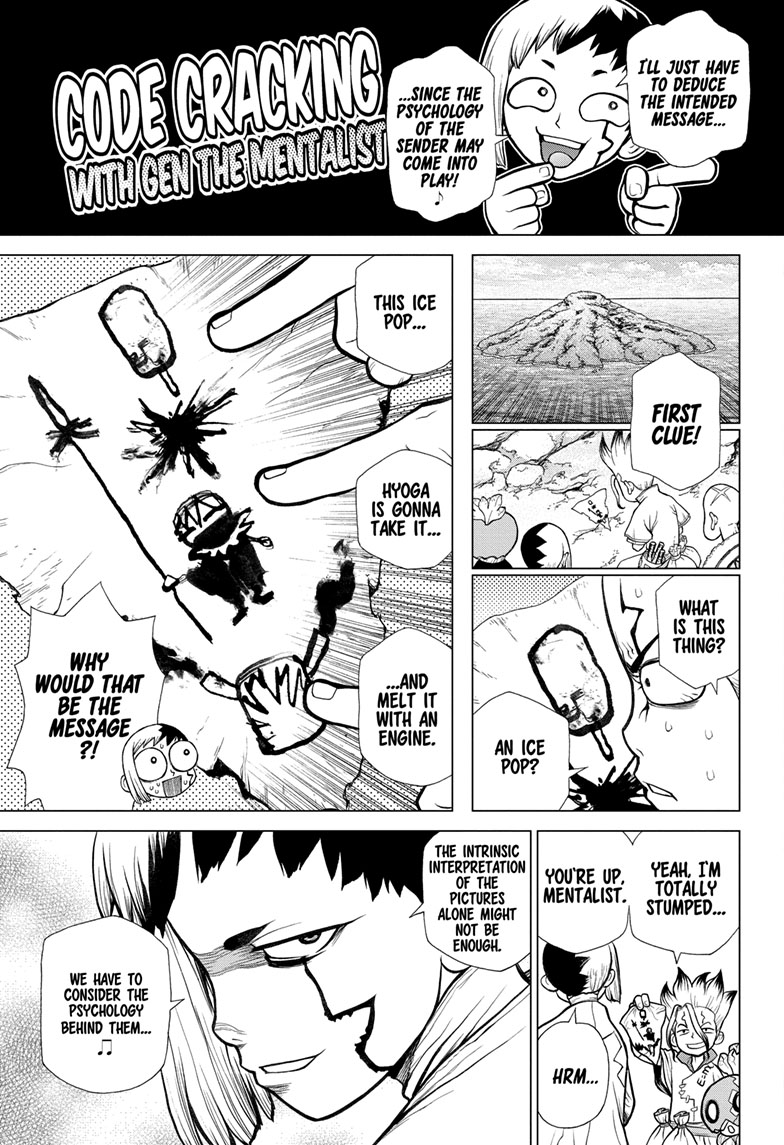 I'LL JUST HAVE
TO DEDUCE
THE INTENDED
MESSAGE...
...SINCE THE
PSYCHOLOGY
OF THE
SENDER MAY
COME INTO
PLAY!
♪
CODE CRACKING
WITH GEN THE MENTALIST
FIRST
CLUE!
WHAT
IS THIS
THING?
AN ICE
POP?
THIS ICE
POP...
HYOGA
IS GONNA
TAKE IT...
...AND
MELT IT
WITH AN
ENGINE.
WHY
WOULD THAT
BE THE
MESSAGE
?!
YEAH, I'M
TOTALLY
STUMPED...
YOU'RE UP,
MENTALIST.
HRM...
THE INTRINSIC
INTERPRETATION
OF THE
PICTURES
ALONE MIGHT
NOT BE
ENOUGH.
WE HAVE TO
CONSIDER THE
PSYCHOLOGY
BEHIND THEM...
♫